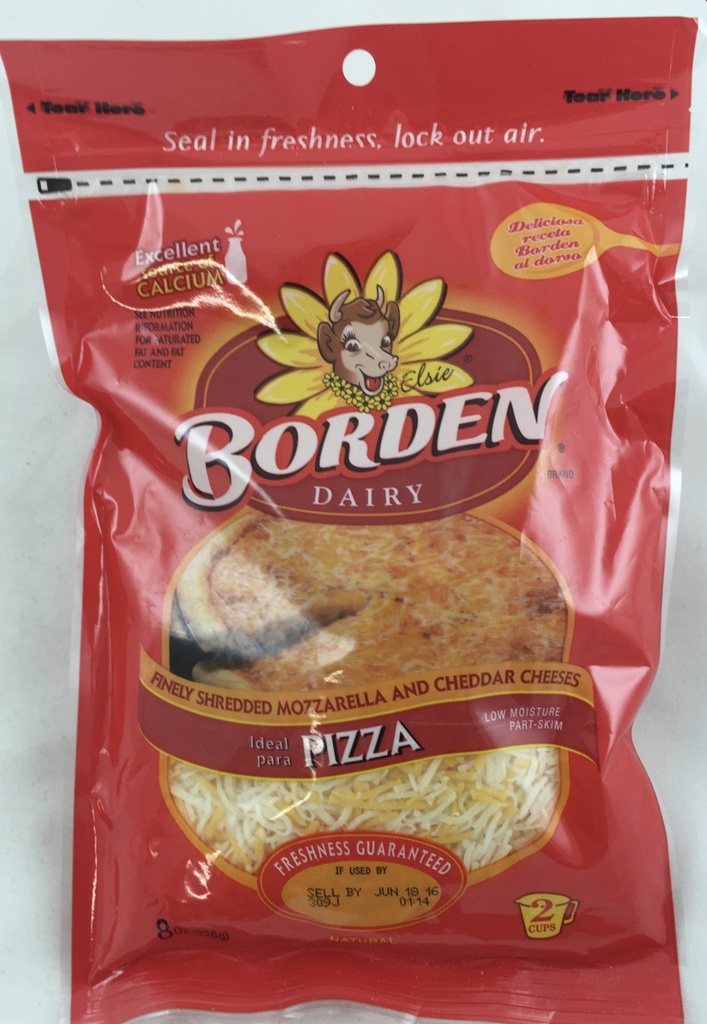 Tear Here
Tear Here
Seal in freshness. lock out air.
Deliciosa
receta
Borden
al dorso
Excellent
source of
CALCIUM
SEE NUTRITION
INFORMATION
FOR SATURATED
FAT AND FAT
CONTENT
Elsie ®
BORDEN ®
BRAND
DAIRY
FINELY SHREDDED MOZZARELLA AND CHEDDAR CHEESES
LOW MOISTURE
PART-SKIM
Ideal
para PIZZA
FRESHNESS GUARANTEED
IF USED BY
SELL BY JUN 18 16
309J 01:14
2
CUPS
8 OZ (226g)
NATURAL